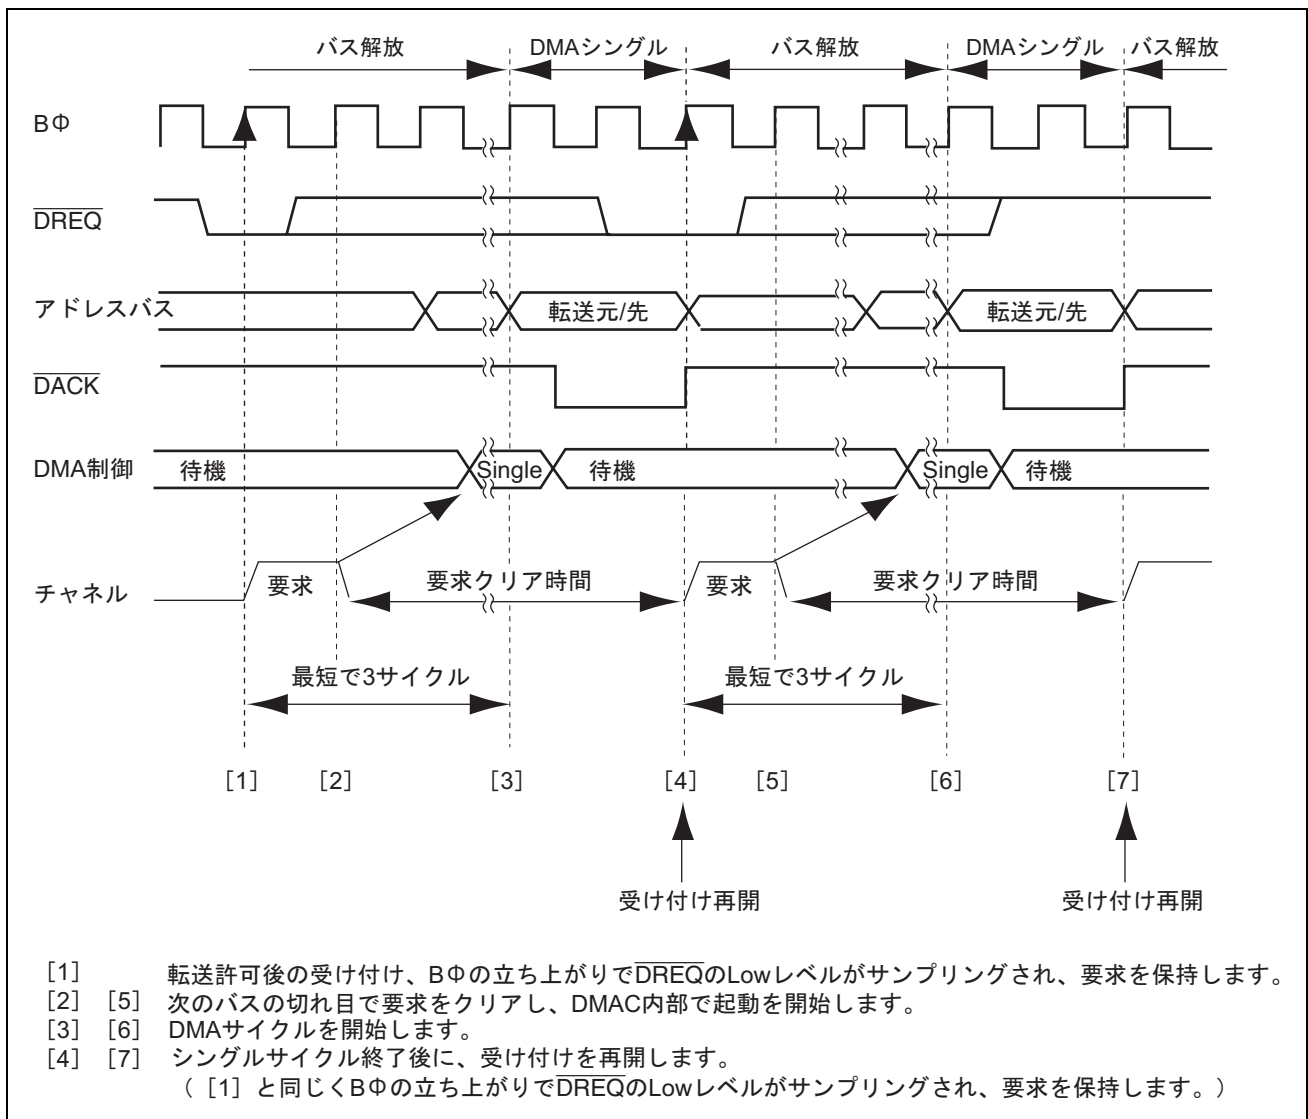 バス解放 DMAシングル バス解放 DMAシングル バス解放
BΦ
DREQ
アドレスバス 転送元/先 転送元/先
DACK
DMA制御 待機 Single 待機 Single 待機
チャネル 要求 要求クリア時間 要求 要求クリア時間
最短で3サイクル 最短で3サイクル
[1] [2] [3] [4] [5] [6] [7]
受け付け再開 受け付け再開
[1] 転送許可後の受け付け、BΦの立ち上がりでDREQのLowレベルがサンプリングされ、要求を保持します。
[2] [5] 次のバスの切れ目で要求をクリアし、DMAC内部で起動を開始します。
[3] [6] DMAサイクルを開始します。
[4] [7] シングルサイクル終了後に、受け付けを再開します。
（[1]と同じくBΦの立ち上がりでDREQのLowレベルがサンプリングされ、要求を保持します。）